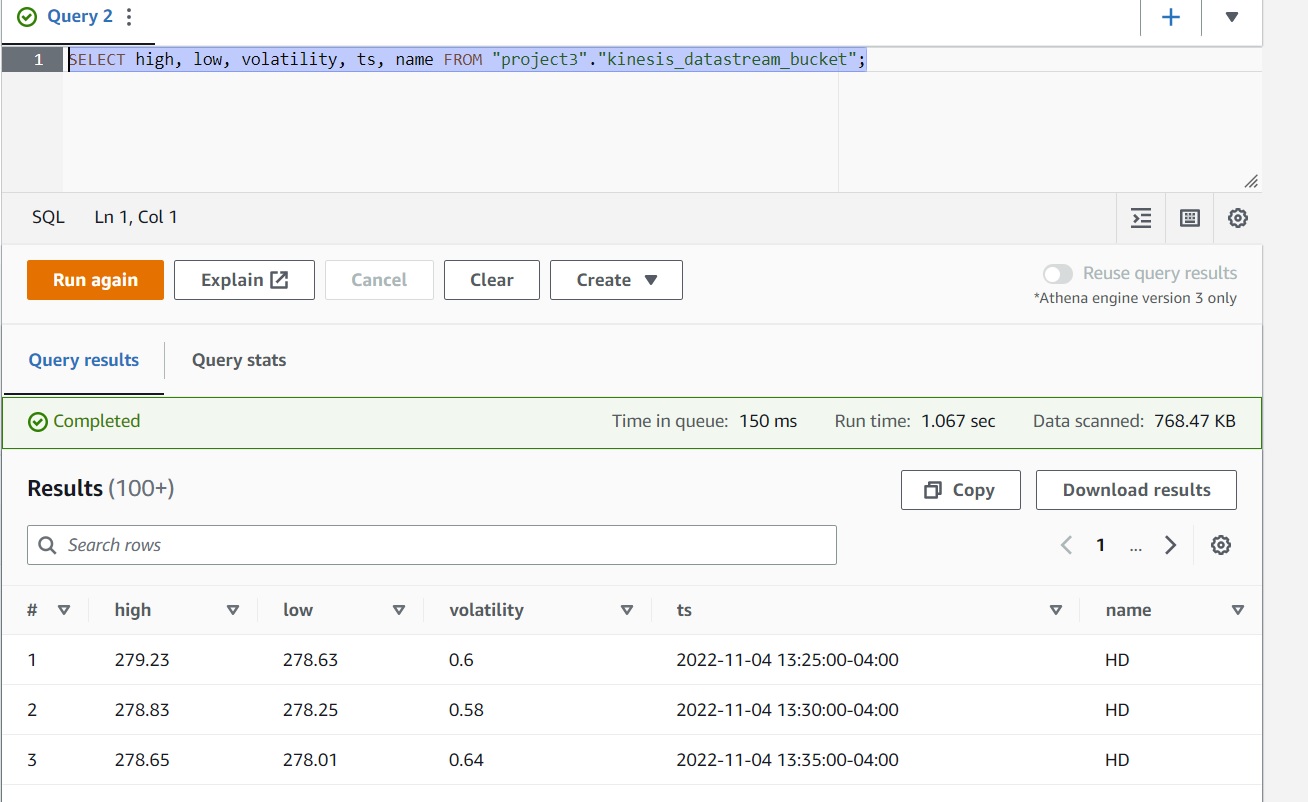 Query 2
1 SELECT high, low, volatility, ts, name FROM "project3"."kinesis_datastream_bucket";
SQL Ln 1, Col 1
Run again Explain Cancel Clear Create Reuse query results
*Athena engine version 3 only
Query results Query stats
Completed Time in queue: 150 ms Run time: 1.067 sec Data scanned: 768.47 KB
Results (100+) Copy Download results
Search rows 1 ...
# high low volatility ts name
1 279.23 278.63 0.6 2022-11-04 13:25:00-04:00 HD
2 278.83 278.25 0.58 2022-11-04 13:30:00-04:00 HD
3 278.65 278.01 0.64 2022-11-04 13:35:00-04:00 HD